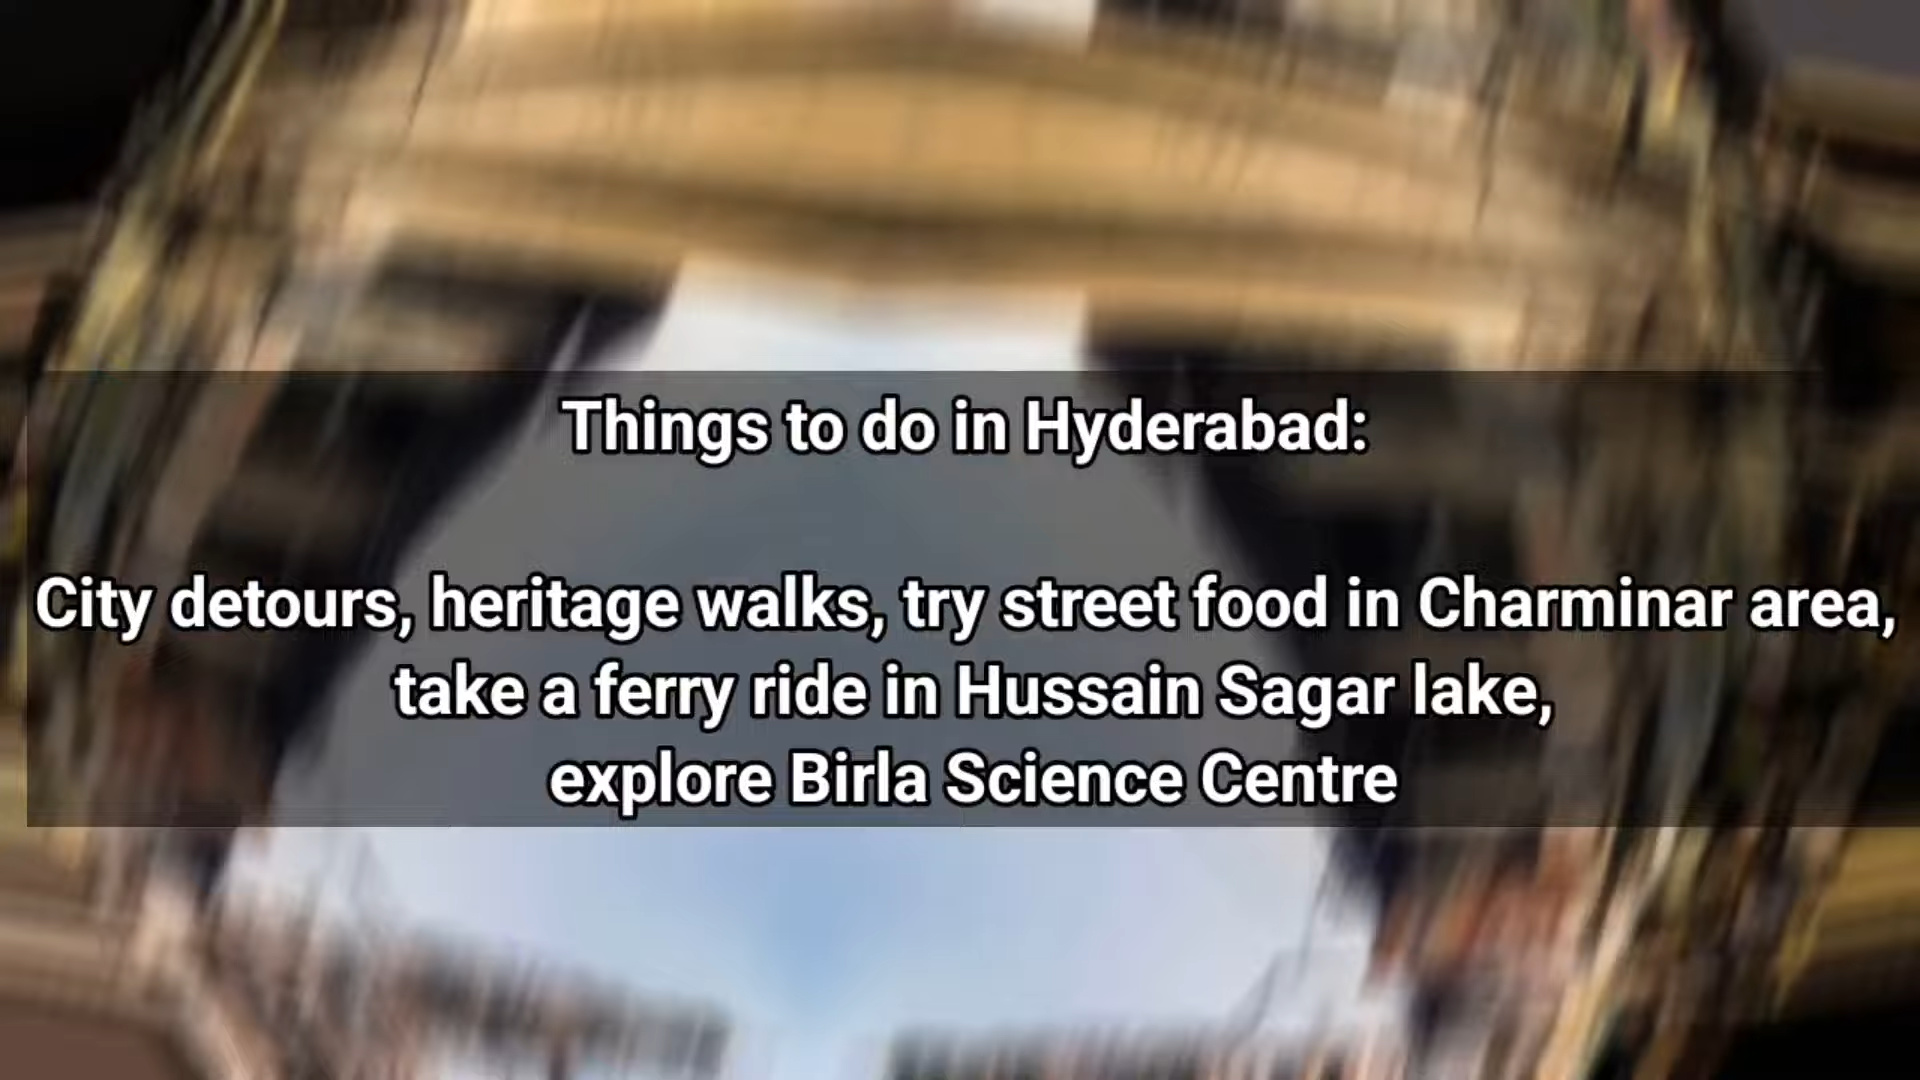 Things to do in Hyderabad:
City detours, heritage walks, try street food in Charminar area,
take a ferry ride in Hussain Sagar lake,
explore Birla Science Centre